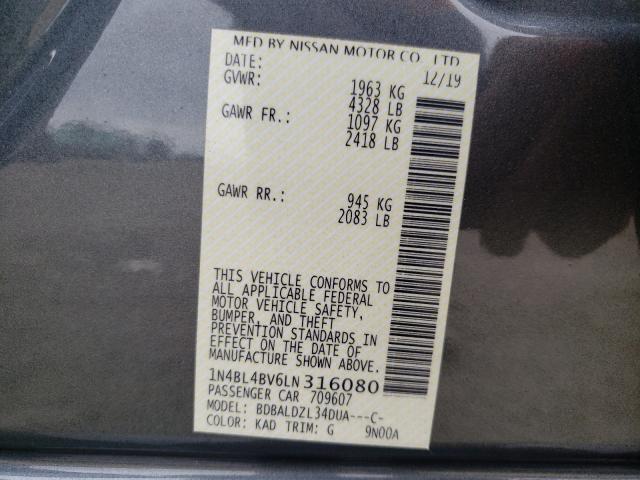 MFD BY NISSAN MOTOR CO., LTD
DATE: 12/19
GVWR: 1963 KG
4328 LB
GAWR FR.: 1097 KG
2418 LB
GAWR RR.: 945 KG
2083 LB
THIS VEHICLE CONFORMS TO
ALL APPLICABLE FEDERAL
MOTOR VEHICLE SAFETY,
BUMPER, AND THEFT
PREVENTION STANDARDS IN
EFFECT ON THE DATE OF
MANUFACTURE SHOWN ABOVE.
1N4BL4BV6LN316080
PASSENGER CAR 709607
MODEL: BDBALDZL34DUA---C-
COLOR: KAD TRIM: G 9N00A